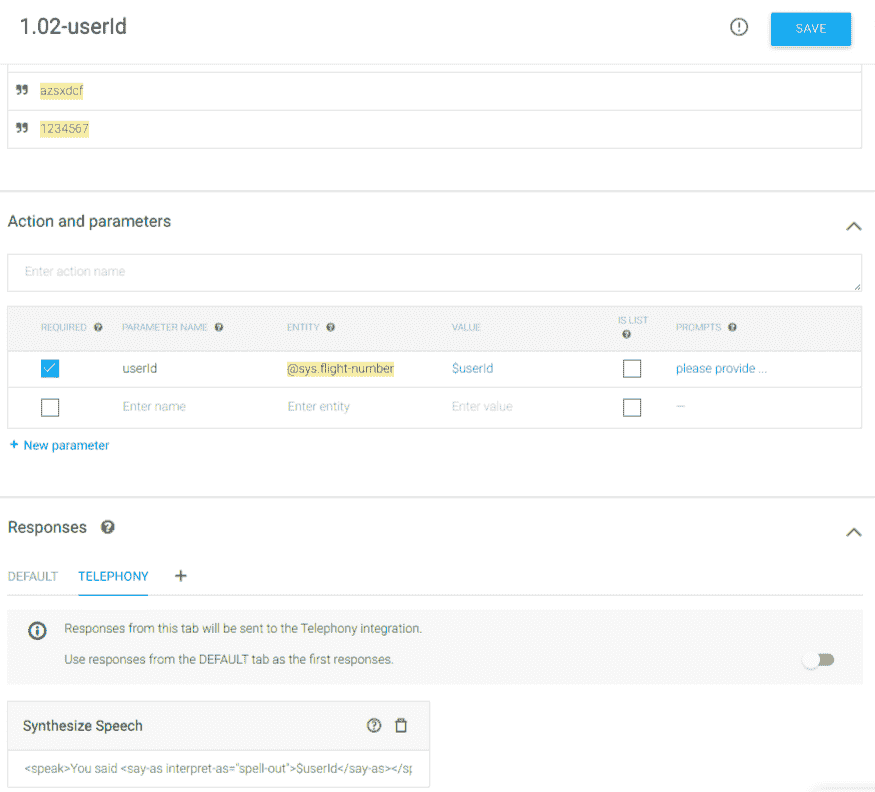 1.02-userId
SAVE
azsxdcf
1234567
Action and parameters
Enter action name
REQUIRED PARAMETER NAME ENTITY VALUE IS LIST PROMPTS
userId @sys.flight-number $userId please provide ...
Enter name Enter entity Enter value —
+ New parameter
Responses
DEFAULT TELEPHONY +
Responses from this tab will be sent to the Telephony integration.
Use responses from the DEFAULT tab as the first responses.
Synthesize Speech
<speak>You said <say-as interpret-as="spell-out">$userId</say-as></sp